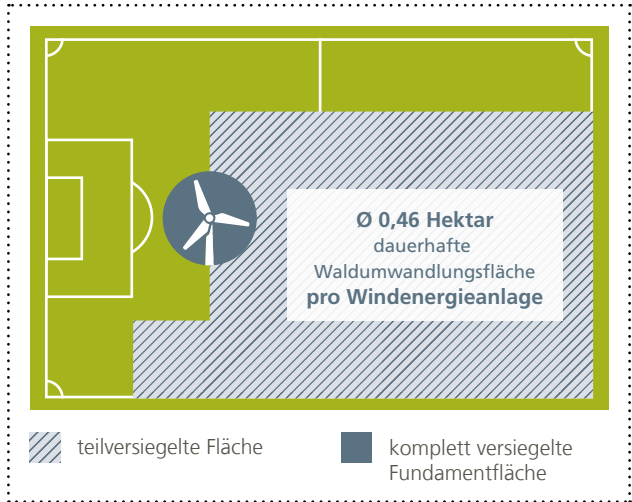 Ø 0,46 Hektar
dauerhafte
Waldumwandlungsfläche
pro Windenergieanlage
teilversiegelte Fläche
komplett versiegelte
Fundamentfläche